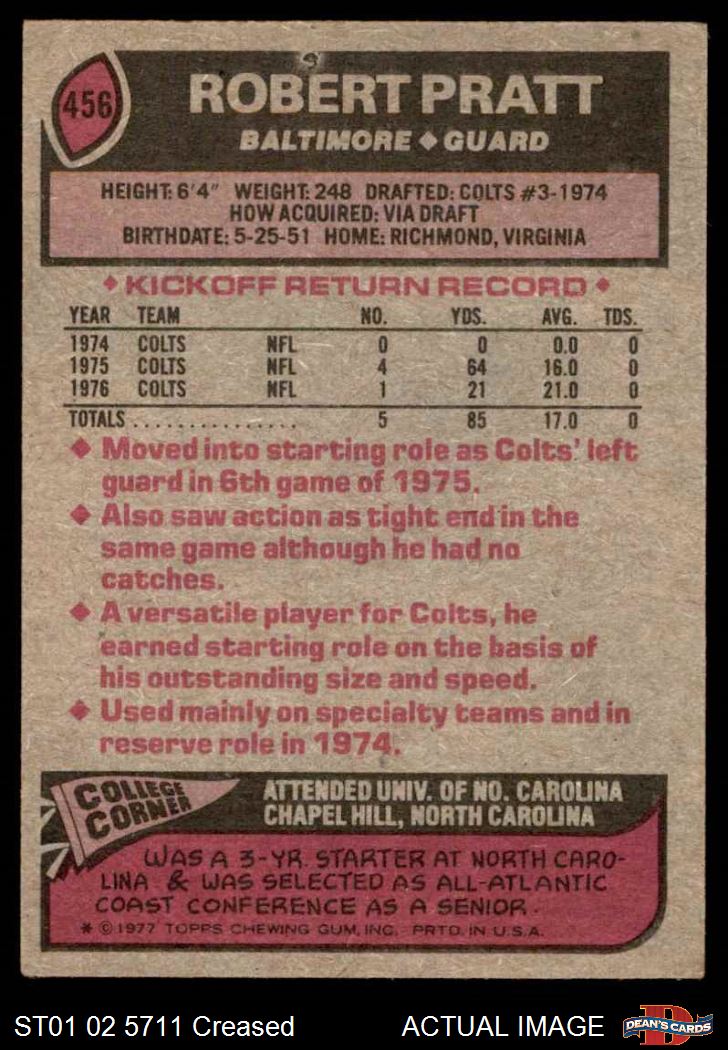 456
ROBERT PRATT
BALTIMORE ◆ GUARD
HEIGHT: 6'4" WEIGHT: 248 DRAFTED: COLTS #3-1974
HOW ACQUIRED: VIA DRAFT
BIRTHDATE: 5-25-51 HOME: RICHMOND, VIRGINIA
◆ KICKOFF RETURN RECORD ◆
YEAR TEAM NO. YDS. AVG. TDS.
1974 COLTS NFL 0 0 0.0 0
1975 COLTS NFL 4 64 16.0 0
1976 COLTS NFL 1 21 21.0 0
TOTALS................ 5 85 17.0 0
◆ Moved into starting role as Colts' left
guard in 6th game of 1975.
◆ Also saw action as tight end in the
same game although he had no
catches.
◆ A versatile player for Colts, he
earned starting role on the basis of
his outstanding size and speed.
◆ Used mainly on specialty teams and in
reserve role in 1974.
COLLEGE
CORNER
ATTENDED UNIV. OF NO. CAROLINA
CHAPEL HILL, NORTH CAROLINA
WAS A 3-YR. STARTER AT NORTH CARO-
LINA & WAS SELECTED AS ALL-ATLANTIC
COAST CONFERENCE AS A SENIOR.
* © 1977 TOPPS CHEWING GUM, INC. PRTD. IN U.S.A.
ST01 02 5711 Creased ACTUAL IMAGE
D
DEAN'S CARDS